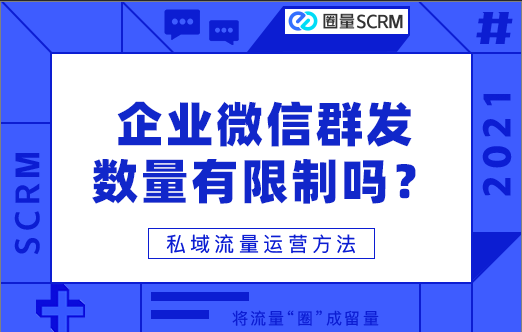 圈量SCRM
#
企业微信群发
数量有限制吗？
私域流量运营方法
SCRM
2021
将流量“圈”成留量